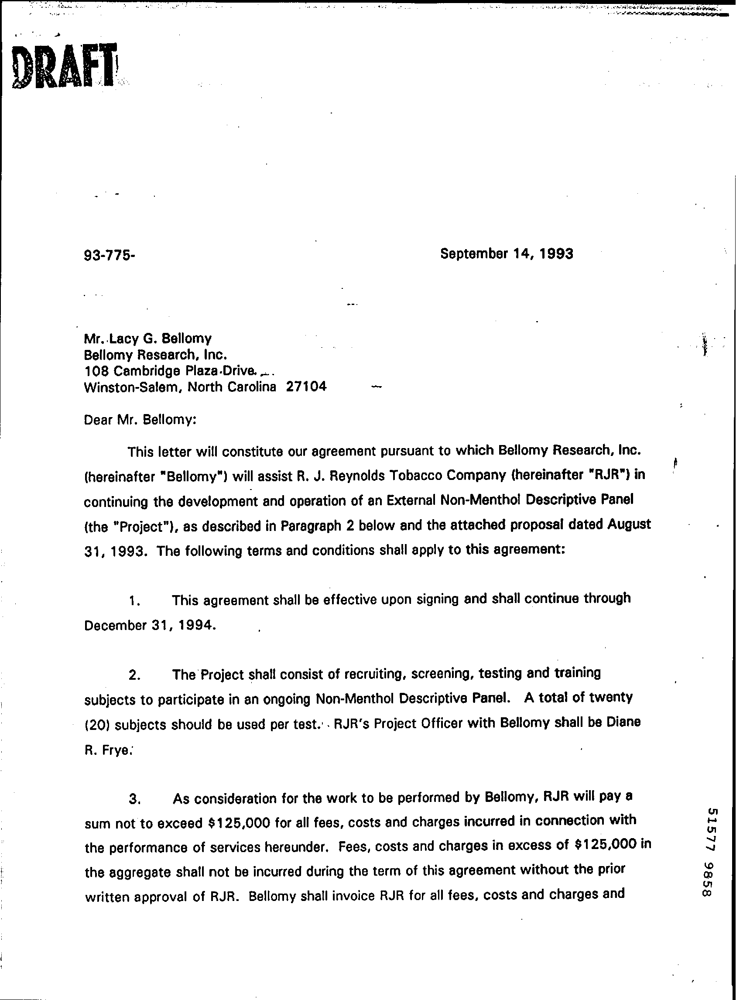 DRAFT
93-775-
September 14, 1993
Mr. Lacy G. Bellomy
Bellomy Research, Inc.
108 Cambridge Plaza Drive
Winston-Salem, North Carolina 27104
Dear Mr. Bellomy:
This letter will constitute our agreement pursuant to which Bellomy Research, Inc.
(hereinafter "Bellomy") will assist R. J. Reynolds Tobacco Company (hereinafter "RJR") in
continuing the development and operation of an External Non-Menthol Descriptive Panel
(the "Project"), as described in Paragraph 2 below and the attached proposal dated August
31, 1993. The following terms and conditions shall apply to this agreement:
1. This agreement shall be effective upon signing and shall continue through
December 31, 1994.
2. The Project shall consist of recruiting, screening, testing and training
subjects to participate in an ongoing Non-Menthol Descriptive Panel. A total of twenty
(20) subjects should be used per test. RJR's Project Officer with Bellomy shall be Diane
R. Frye.
3. As consideration for the work to be performed by Bellomy, RJR will pay a
sum not to exceed $125,000 for all fees, costs and charges incurred in connection with
the performance of services hereunder. Fees, costs and charges in excess of $125,000 in
the aggregate shall not be incurred during the term of this agreement without the prior
written approval of RJR. Bellomy shall invoice RJR for all fees, costs and charges and
51577 9858